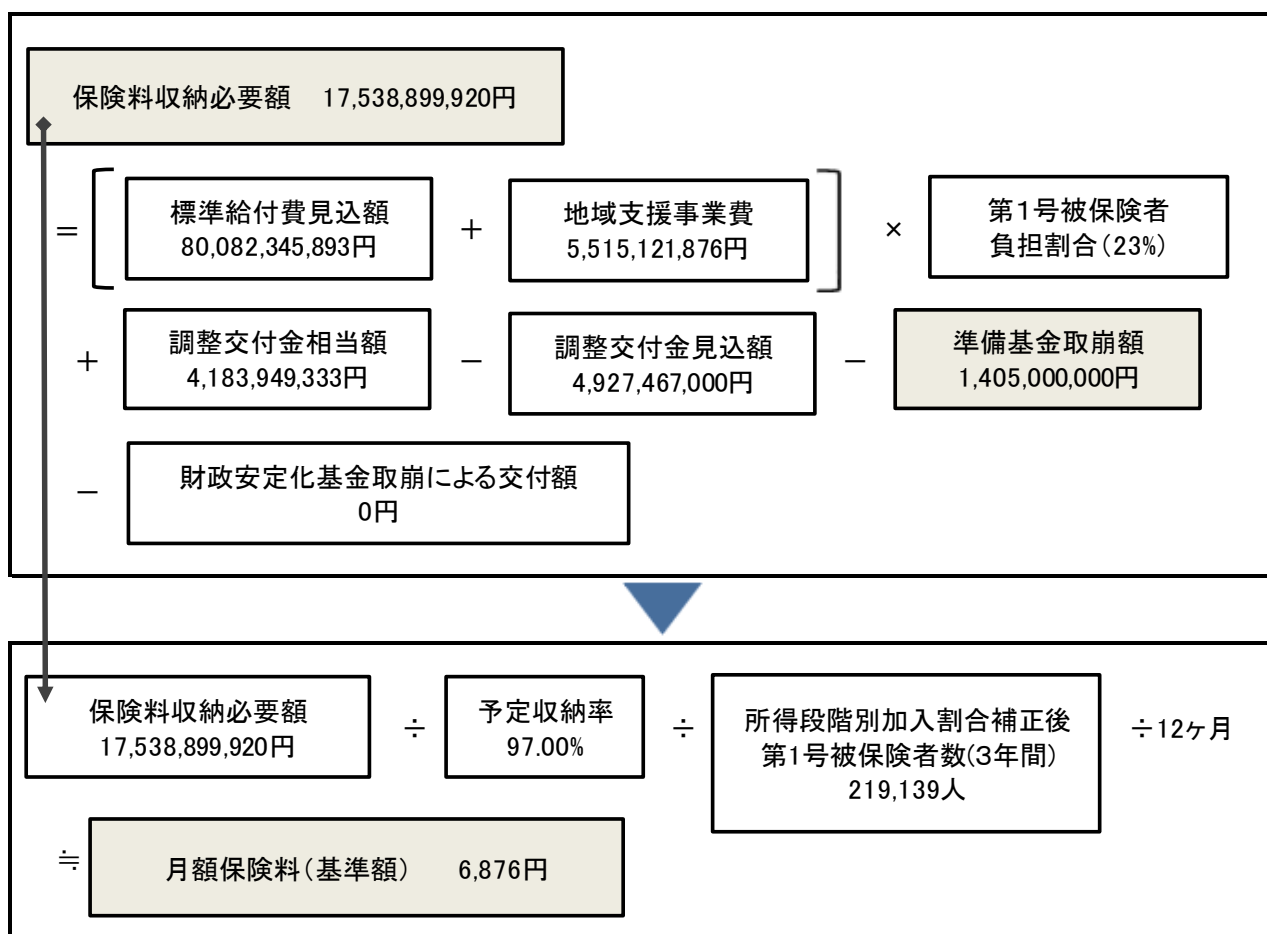 保険料収納必要額　17,538,899,920円
＝
標準給付費見込額
80,082,345,893円
＋
地域支援事業費
5,515,121,876円
×
第1号被保険者
負担割合(23%)
＋
調整交付金相当額
4,183,949,333円
－
調整交付金見込額
4,927,467,000円
－
準備基金取崩額
1,405,000,000円
－
財政安定化基金取崩による交付額
0円
保険料収納必要額
17,538,899,920円
÷
予定収納率
97.00%
÷
所得段階別加入割合補正後
第1号被保険者数(3年間)
219,139人
÷12ヶ月
≒
月額保険料(基準額)　6,876円